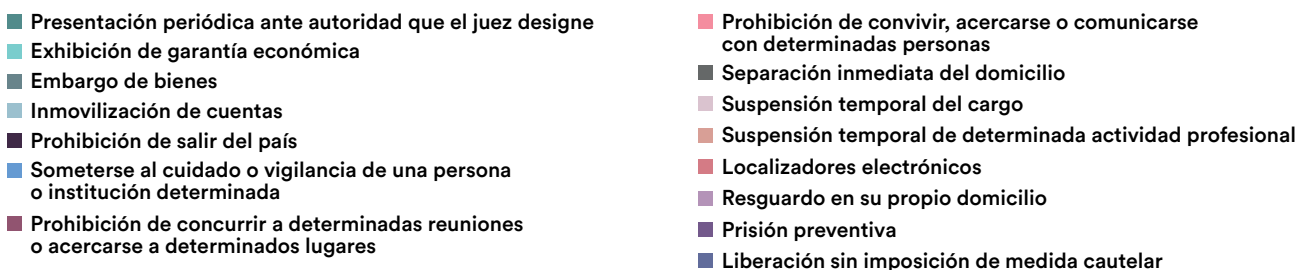 Presentación periódica ante autoridad que el juez designe
Exhibición de garantía económica
Embargo de bienes
Inmovilización de cuentas
Prohibición de salir del país
Someterse al cuidado o vigilancia de una persona
o institución determinada
Prohibición de concurrir a determinadas reuniones
o acercarse a determinados lugares
Prohibición de convivir, acercarse o comunicarse
con determinadas personas
Separación inmediata del domicilio
Suspensión temporal del cargo
Suspensión temporal de determinada actividad profesional
Localizadores electrónicos
Resguardo en su propio domicilio
Prisión preventiva
Liberación sin imposición de medida cautelar